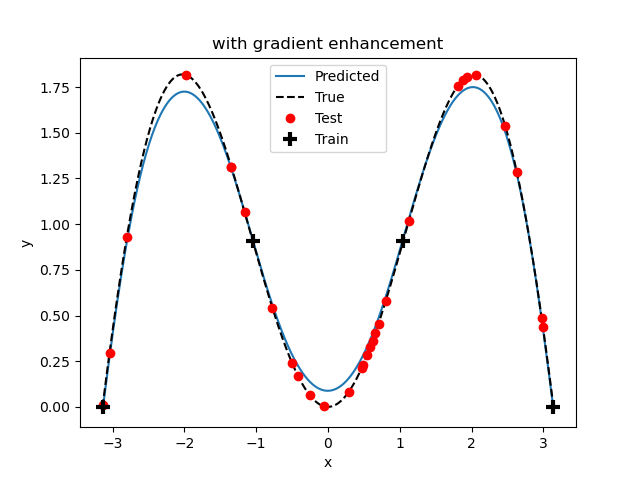 with gradient enhancement
Predicted
True
Test
Train
1.75
1.50
1.25
1.00
0.75
0.50
0.25
0.00
y
−3
−2
−1
0
1
2
3
x